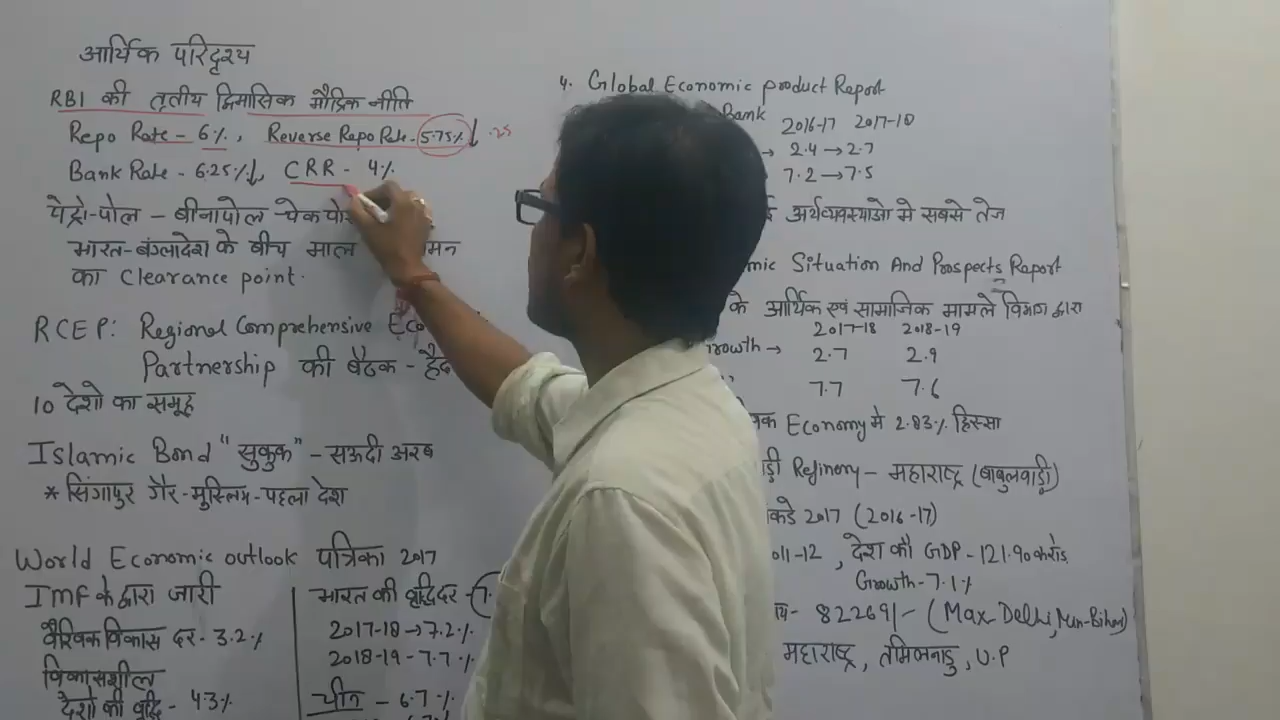 आर्थिक परिदृश्य
RBI की तृतीय द्विमासिक मौद्रिक नीति
Repo Rate - 6%, Reverse Repo Rate - 5.75% ↓ .25
Bank Rate - 6.25% ↓, CRR - 4%
पेट्रो-पोल – बीनापोल चेकपो
भारत-बंग्लादेश के बीच माल मन
का Clearance point.
RCEP: Regional Comprehensive Eco
Partnership की बैठक - हैद
10 देशो का समूह
Islamic Bond "सुकुक" - सऊदी अरब
* सिंगापुर गैर-मुस्लिम-पहला देश
World Economic outlook पत्रिका 2017
IMF के द्वारा जारी
वैश्विक विकास दर - 3.2%
विकासशील
देशो की वृद्धि - 4.3%
भारत की वृद्धिदर - 7.
2017-18 → 7.2%
2018-19 - 7.7%
चीन - 6.7%
4. Global Economic product Report
Bank
2016-17 2017-18
→ 2.4 → 2.7
7.2 → 7.5
अर्थव्यवस्थाओ मे सबसे तेज
mic Situation And Prospects Report
के आर्थिक एवं सामाजिक मामले विभाग द्वारा
2017-18 2018-19
rowth → 2.7 2.9
7.7 7.6
क Economy मे 2.83% हिस्सा
ड़ी Refinery - महाराष्ट्र (बाबुलवाड़ी)
कडे 2017 (2016-17)
011-12, देश की GDP - 121.90 करोड
Growth - 7.1%
82269/- (Max Delhi, Min-Bihar)
महाराष्ट्र, तमिलनाडु, U.P